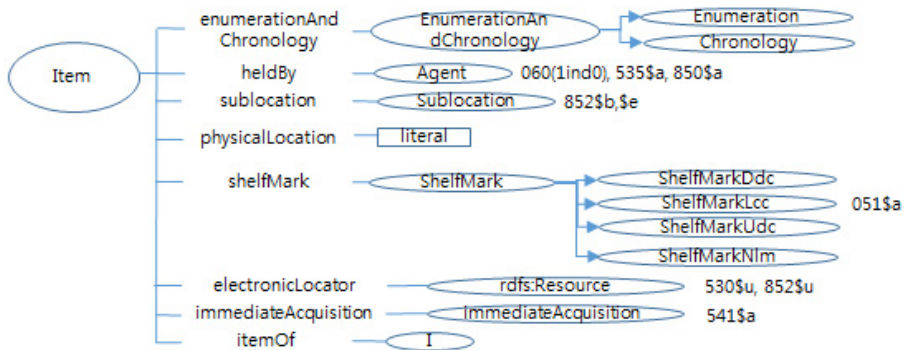 enumerationAnd
Chronology
EnumerationAn
dChronology
Enumeration
Chronology
Item
heldBy
Agent
060(1ind0), 535$a, 850$a
sublocation
Sublocation
852$b,$e
physicalLocation
literal
shelfMark
ShelfMark
ShelfMarkDdc
ShelfMarkLcc
051$a
ShelfMarkUdc
ShelfMarkNlm
electronicLocator
rdfs:Resource
530$u, 852$u
immediateAcquisition
ImmediateAcquisition
541$a
itemOf
I